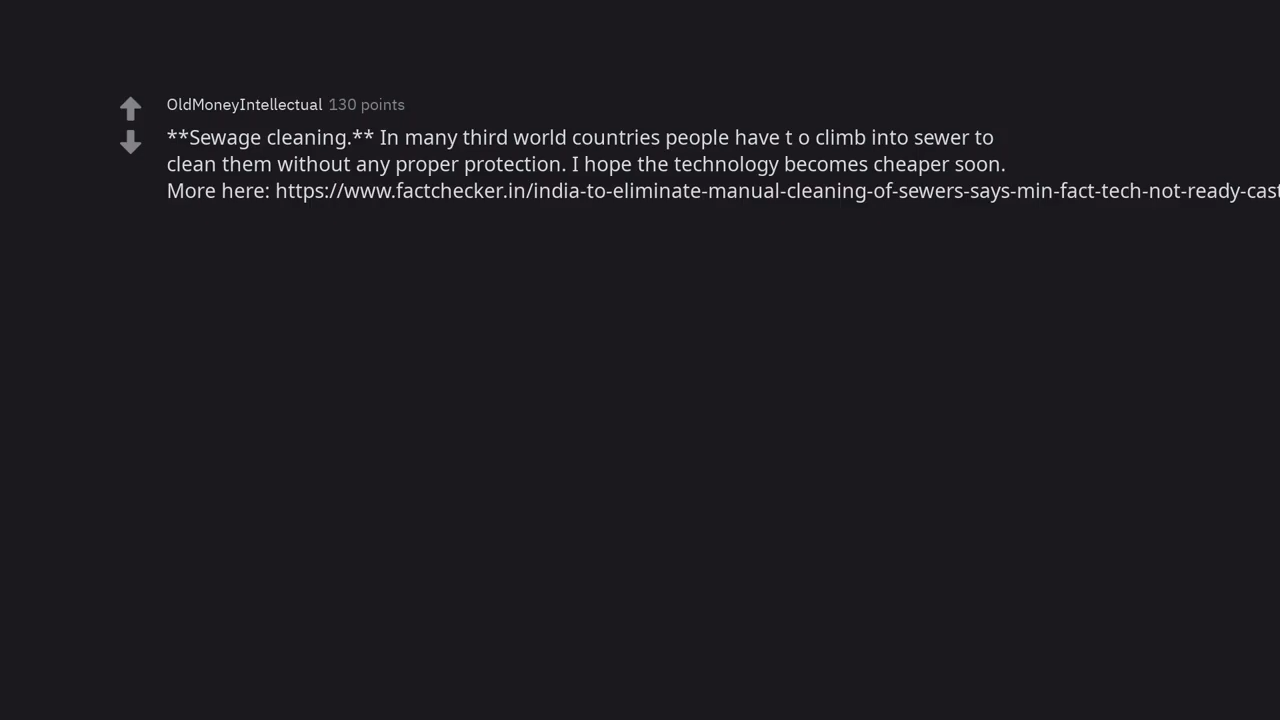 OldMoneyIntellectual 130 points
**Sewage cleaning.** In many third world countries people have t o climb into sewer to
clean them without any proper protection. I hope the technology becomes cheaper soon.
More here: https://www.factchecker.in/india-to-eliminate-manual-cleaning-of-sewers-says-min-fact-tech-not-ready-cast